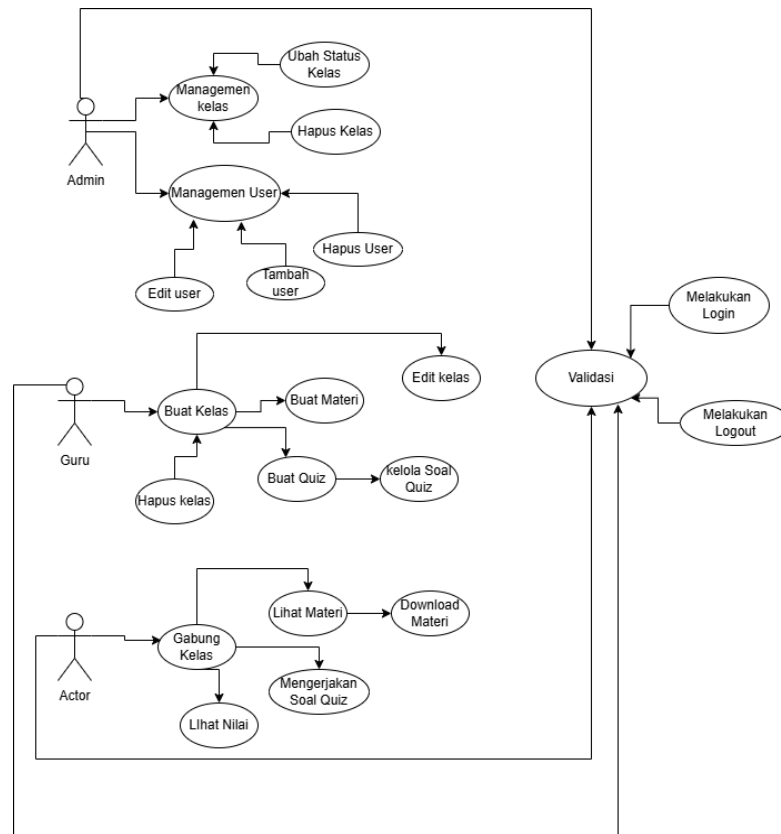 Ubah Status
Kelas
Managemen
kelas
Hapus Kelas
Admin
Managemen User
Hapus User
Edit user
Tambah
user
Melakukan
Login
Edit kelas
Validasi
Buat Materi
Buat Kelas
Melakukan
Logout
Guru
Buat Quiz
kelola Soal
Quiz
Hapus kelas
Lihat Materi
Download
Materi
Gabung
Kelas
Actor
Mengerjakan
Soal Quiz
LIhat Nilai